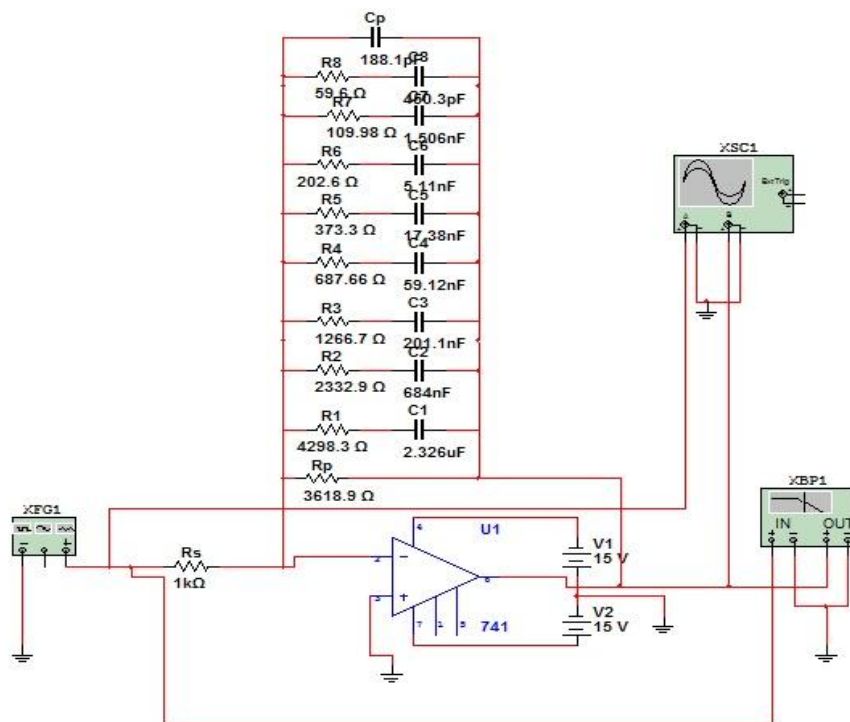 Cp
188.1pF
R8
C8
59.6 Ω
450.3pF
R7
C7
109.98 Ω
1.506nF
R6
C6
202.6 Ω
5.11nF
R5
C5
373.3 Ω
17.38nF
R4
C4
687.66 Ω
59.12nF
R3
C3
1266.7 Ω
201.1nF
R2
C2
2332.9 Ω
684nF
R1
C1
4298.3 Ω
2.326uF
Rp
3618.9 Ω
XSC1
Ext Trig
A
B
XFG1
Rs
1kΩ
U1
4
2
3
6
7
1
5
741
V1
15 V
V2
15 V
XBP1
IN
OUT